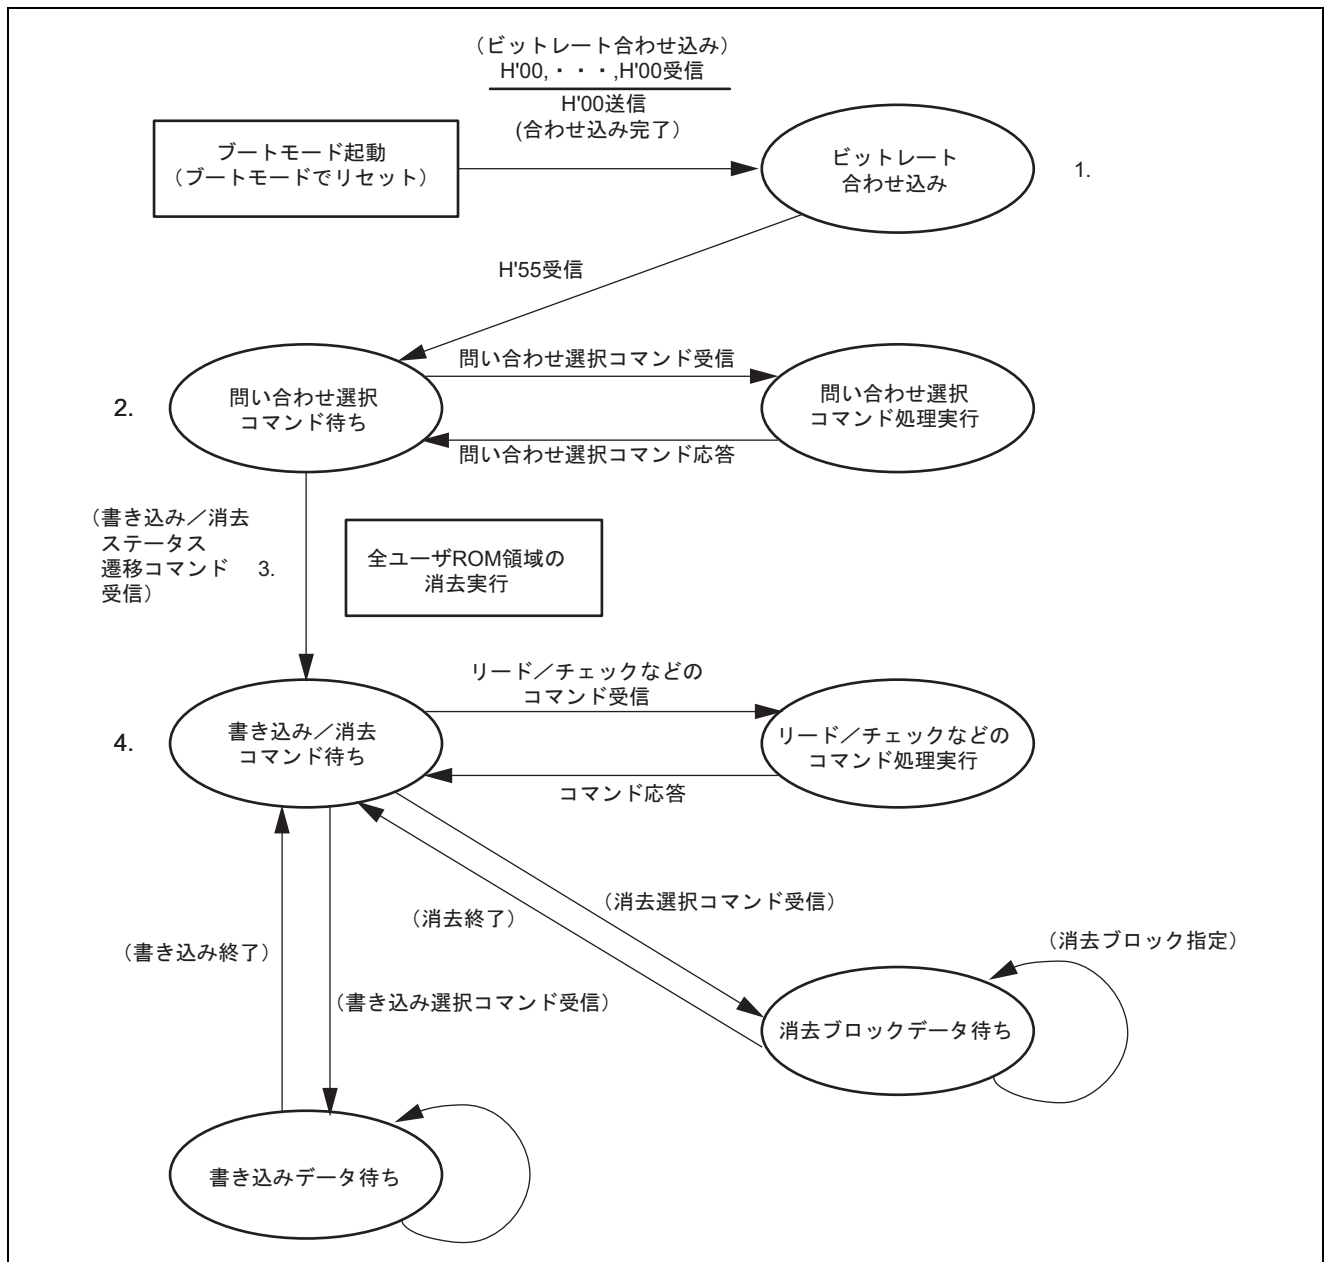 （ビットレート合わせ込み）
H'00,・・・,H'00受信
H'00送信
(合わせ込み完了）
ブートモード起動
（ブートモードでリセット）
ビットレート
合わせ込み
1.
H'55受信
2.
問い合わせ選択
コマンド待ち
問い合わせ選択コマンド受信
問い合わせ選択コマンド応答
問い合わせ選択
コマンド処理実行
（書き込み／消去
ステータス
遷移コマンド
受信）
3.
全ユーザROM領域の
消去実行
4.
書き込み／消去
コマンド待ち
リード／チェックなどの
コマンド受信
コマンド応答
リード／チェックなどの
コマンド処理実行
（消去選択コマンド受信）
（消去終了）
（書き込み終了）
（書き込み選択コマンド受信）
（消去ブロック指定）
消去ブロックデータ待ち
書き込みデータ待ち